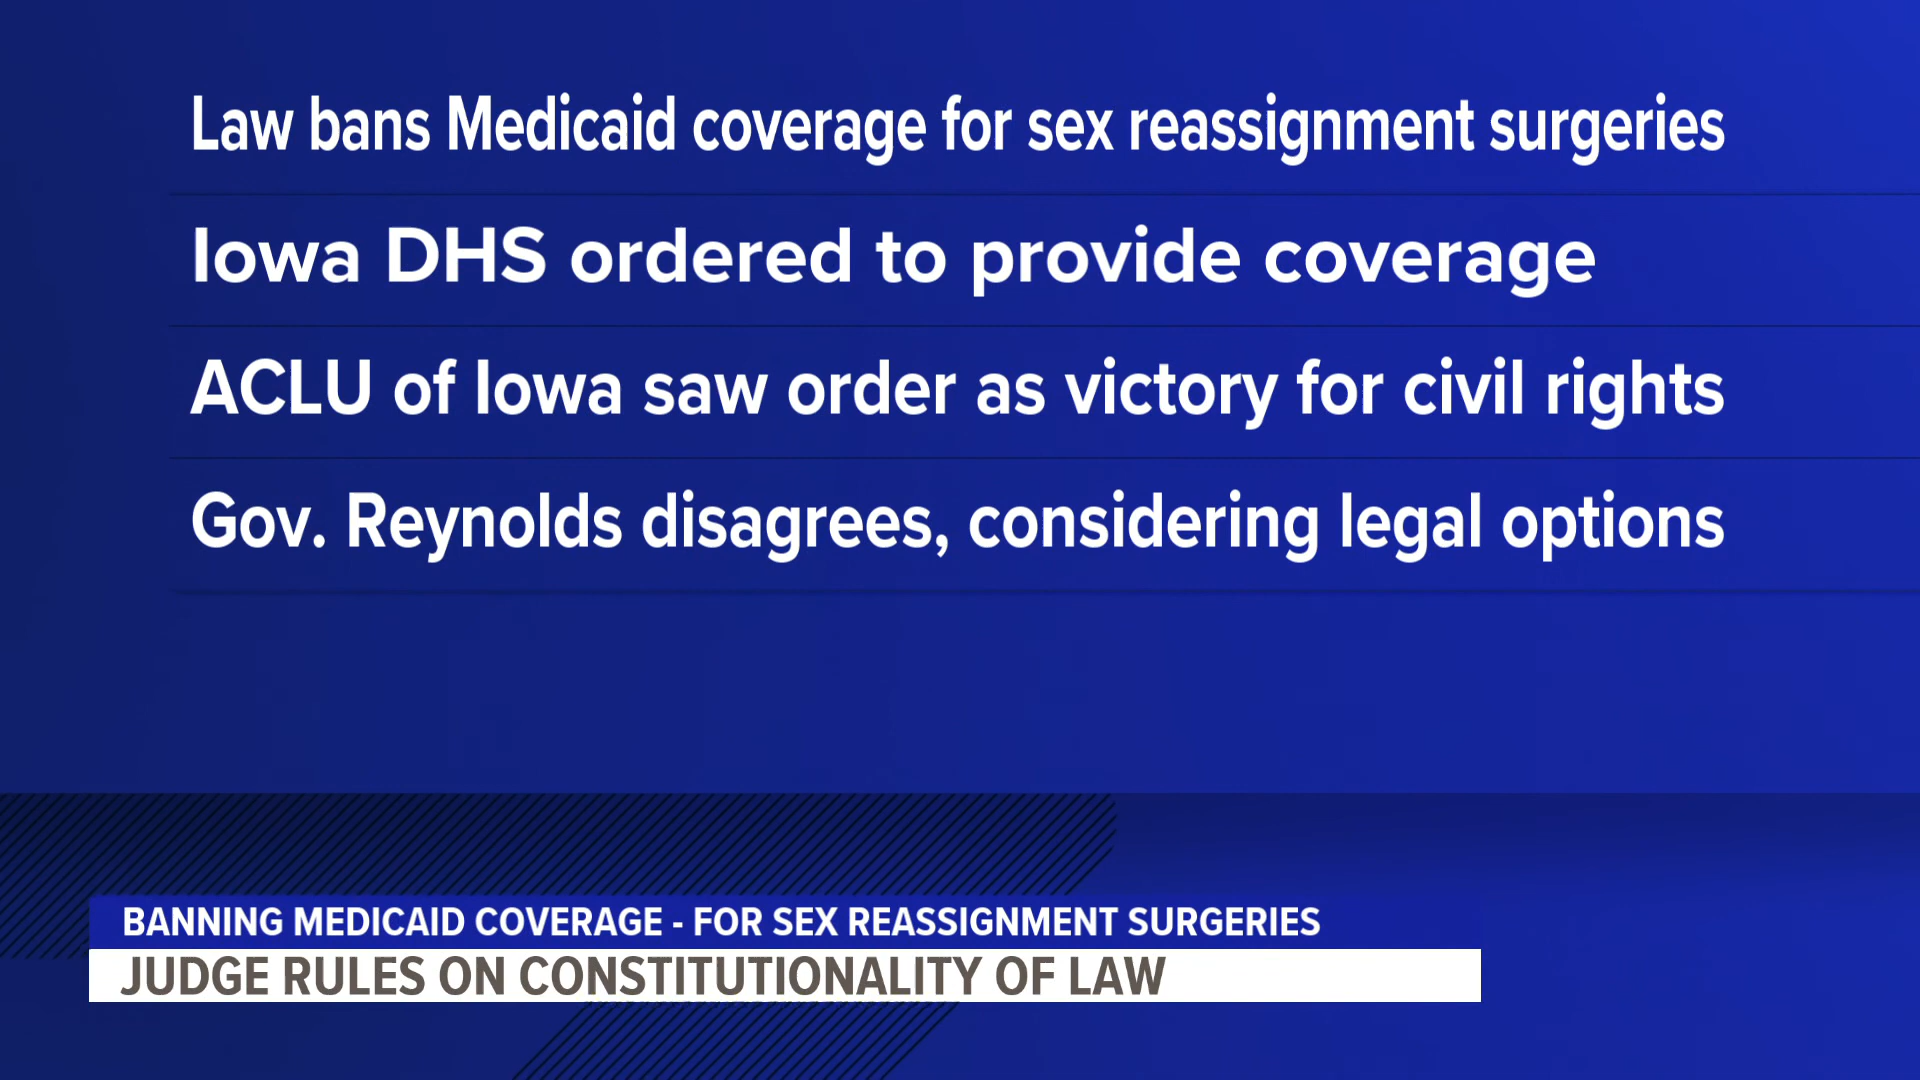 Law bans Medicaid coverage for sex reassignment surgeries
Iowa DHS ordered to provide coverage
ACLU of Iowa saw order as victory for civil rights
Gov. Reynolds disagrees, considering legal options
BANNING MEDICAID COVERAGE - FOR SEX REASSIGNMENT SURGERIES
JUDGE RULES ON CONSTITUTIONALITY OF LAW